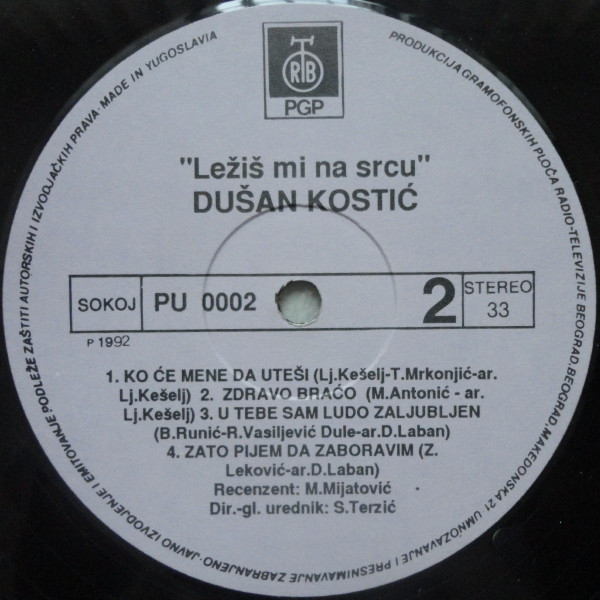 RTB
PGP
"Ležiš mi na srcu"
DUŠAN KOSTIĆ
SOKOJ PU 0002 2 STEREO 33
P 1992
1. KO ĆE MENE DA UTEŠI (Lj.Kešelj-T.Mrkonjić-ar.
Lj.Kešelj) 2. ZDRAVO BRAĆO (M.Antonić - ar.
Lj.Kešelj) 3. U TEBE SAM LUDO ZALJUBLJEN
(B.Runić-R.Vasiljević Dule-ar.D.Laban)
4. ZATO PIJEM DA ZABORAVIM (Z.
Leković-ar.D.Laban)
Recenzent: M.Mijatović
Dir.-gl. urednik: S.Terzić
PRODUKCIJA GRAMOFONSKIH PLOČA RADIO-TELEVIZIJE BEOGRAD, BEOGRAD, MAKEDONSKA 21 UMNOŽAVANJE I PRESNIMAVANJE ZABRANJENO·JAVNO IZVODJENJE I EMITOVANJE PODLEŽE ZAŠTITI AUTORSKIH I IZVODJAČKIH PRAVA·MADE IN YUGOSLAVIA